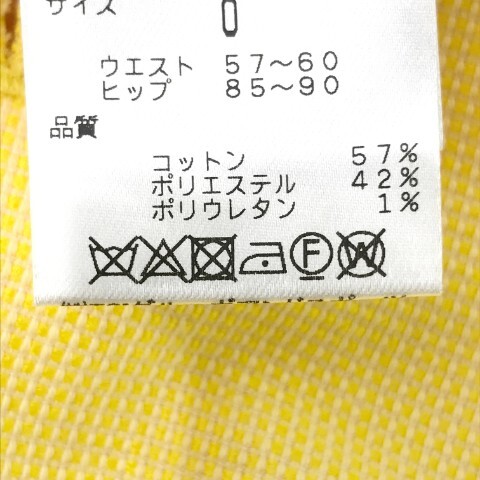 サイズ 0
ウエスト 57〜60
ヒップ 85〜90
品質
コットン 57%
ポリエステル 42%
ポリウレタン 1%
F W